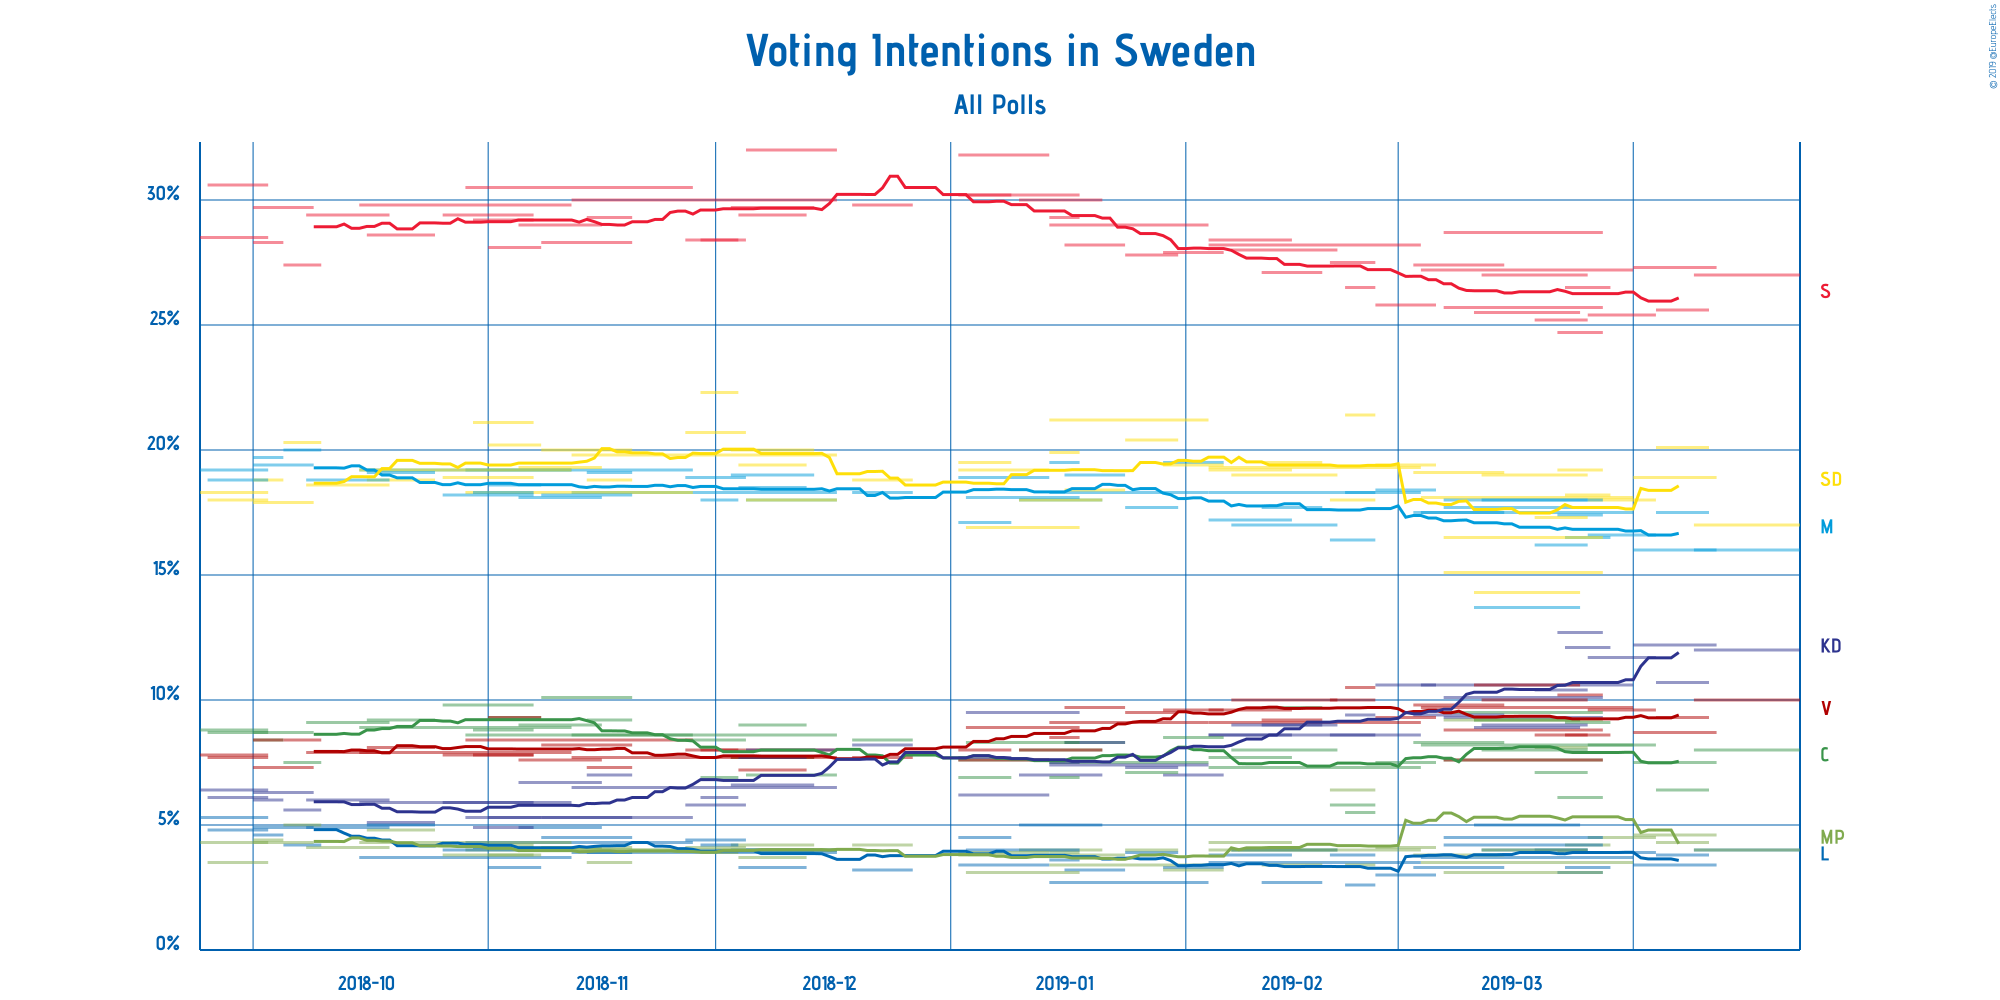 Voting Intentions in Sweden
All Polls
© 2019 @EuropeElects
30%
25%
20%
15%
10%
5%
0%
S
SD
M
KD
V
C
MP
L
2018-10
2018-11
2018-12
2019-01
2019-02
2019-03